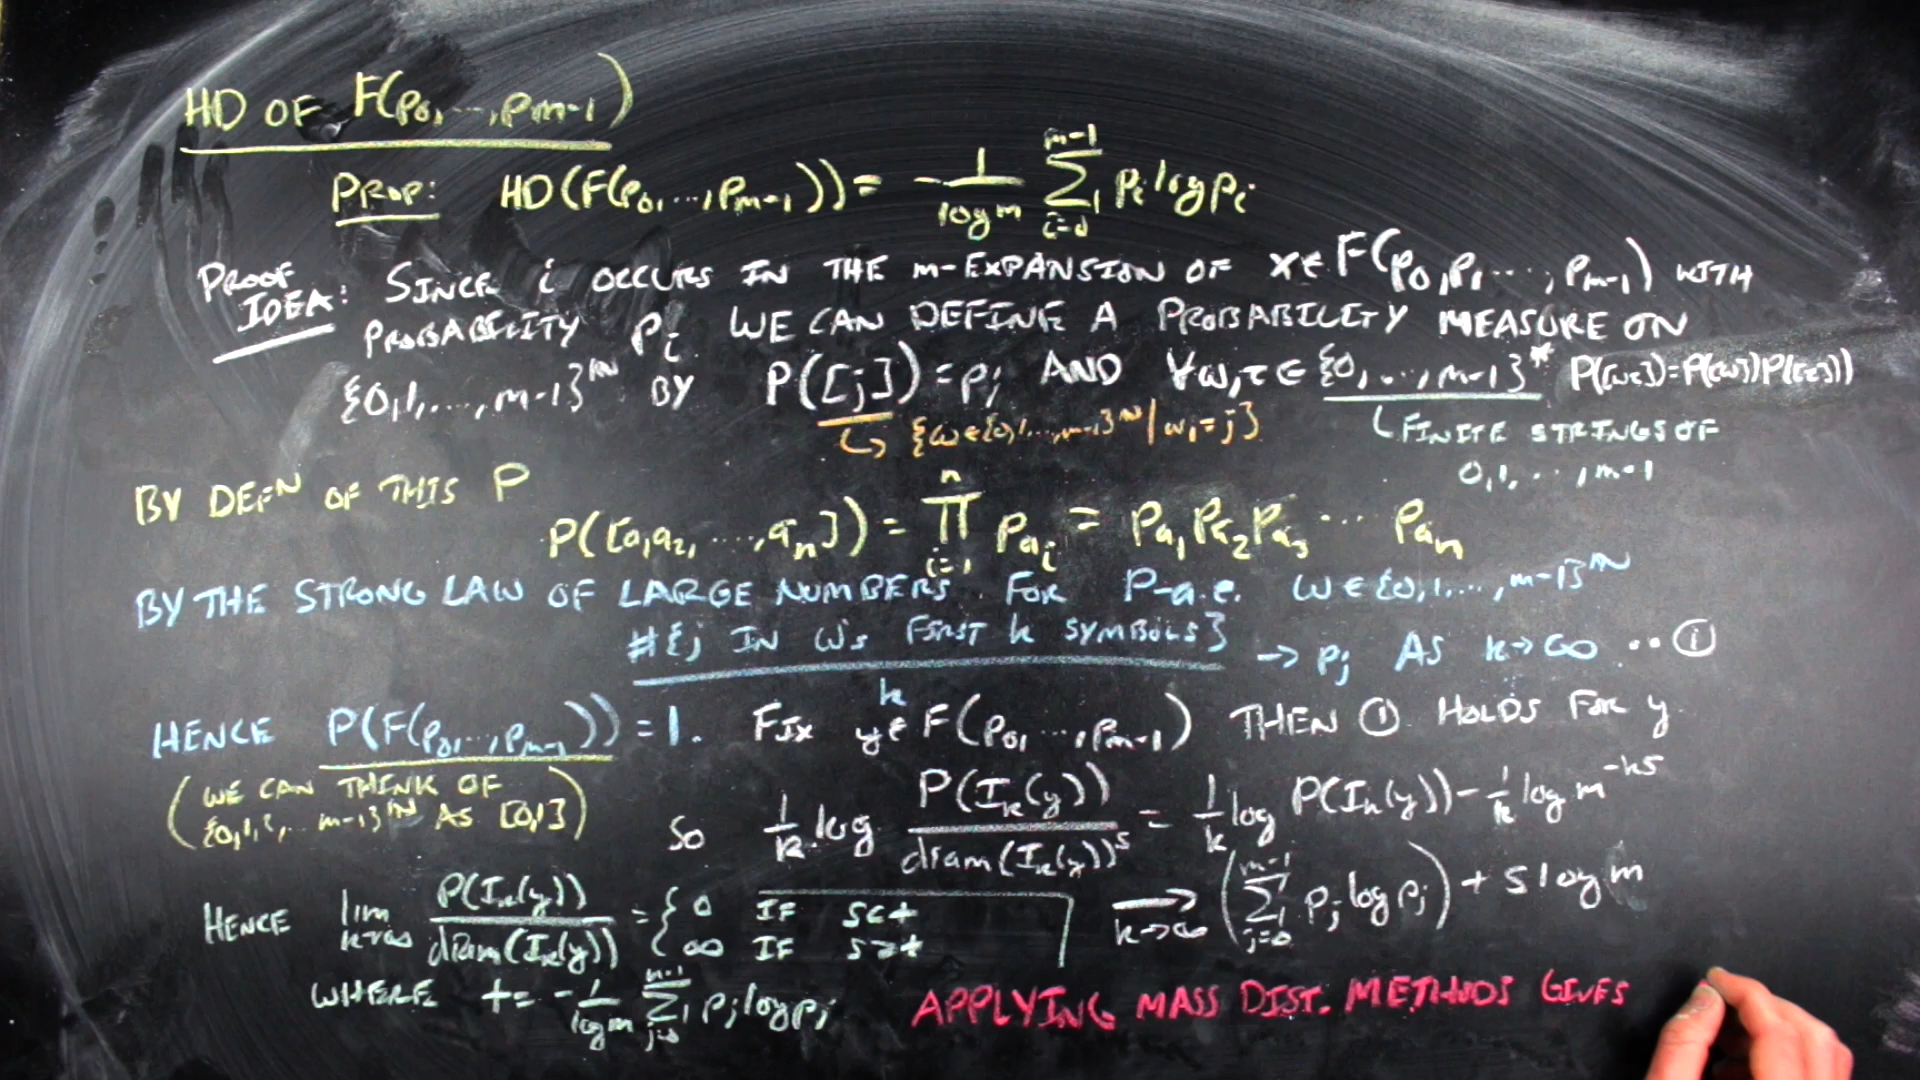 HD OF F(p₀,...,pₘ₋₁)
PROP: HD(F(p₀,...,pₘ₋₁)) = -1/log m Σ_{i=0}^{m-1} pᵢ log pᵢ
PROOF IDEA: SINCE i OCCURS IN THE m-EXPANSION OF x∈F(p₀,p₁,...,pₘ₋₁) WITH
PROBABILITY pᵢ WE CAN DEFINE A PROBABILITY MEASURE ON
{0,1,...,m-1}^ℕ BY P([j])=pⱼ AND ∀ω,τ∈{0,...,m-1}* P([ωτ])=P([ω])P([τ])
↳ {ω∈{0,1,...,m-1}^ℕ | ω₁=j}
FINITE STRINGS OF
0,1,...,m-1
BY DEFᴺ OF THIS P
P([a₁a₂,...,aₙ]) = ∏_{i=1}^{n} p_{aᵢ} = p_{a₁}p_{a₂}p_{a₃}...p_{aₙ}
BY THE STRONG LAW OF LARGE NUMBERS. FOR P-a.e. ω∈{0,1,...,m-1}^ℕ
#{j IN ω's FIRST k SYMBOLS} / k → pⱼ AS k→∞ ...①
HENCE P(F(p₀,...,pₘ₋₁))=1. FIX y∈F(p₀,...,pₘ₋₁) THEN ① HOLDS FOR y
(WE CAN THINK OF
{0,1,2,...m-1}^ℕ AS [0,1])
So 1/k log P(Iₖ(y))/diam(Iₖ(y))^s = 1/k log P(Iₖ(y)) - 1/k log m^{-ks}
→_{k→∞} (Σ_{j=0}^{m-1} pⱼ log pⱼ) + s log m
HENCE lim_{k→∞} P(Iₖ(y))/diam(Iₖ(y)) = {0 IF s<t
∞ IF s>t
WHERE t = -1/log m Σ_{j=0}^{m-1} pⱼ log pⱼ
APPLYING MASS DIST. METHODS GIVES